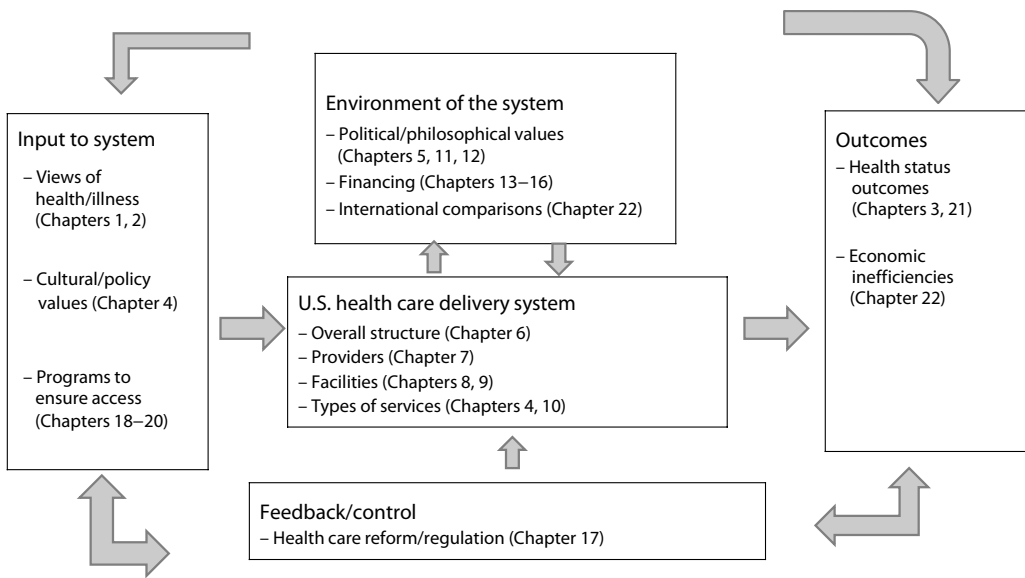 Environment of the system
– Political/philosophical values
(Chapters 5, 11, 12)
– Financing (Chapters 13–16)
– International comparisons (Chapter 22)
Input to system
– Views of
health/illness
(Chapters 1, 2)
– Cultural/policy
values (Chapter 4)
– Programs to
ensure access
(Chapters 18–20)
U.S. health care delivery system
– Overall structure (Chapter 6)
– Providers (Chapter 7)
– Facilities (Chapters 8, 9)
– Types of services (Chapters 4, 10)
Outcomes
– Health status
outcomes
(Chapters 3, 21)
– Economic
inefficiencies
(Chapter 22)
Feedback/control
– Health care reform/regulation (Chapter 17)